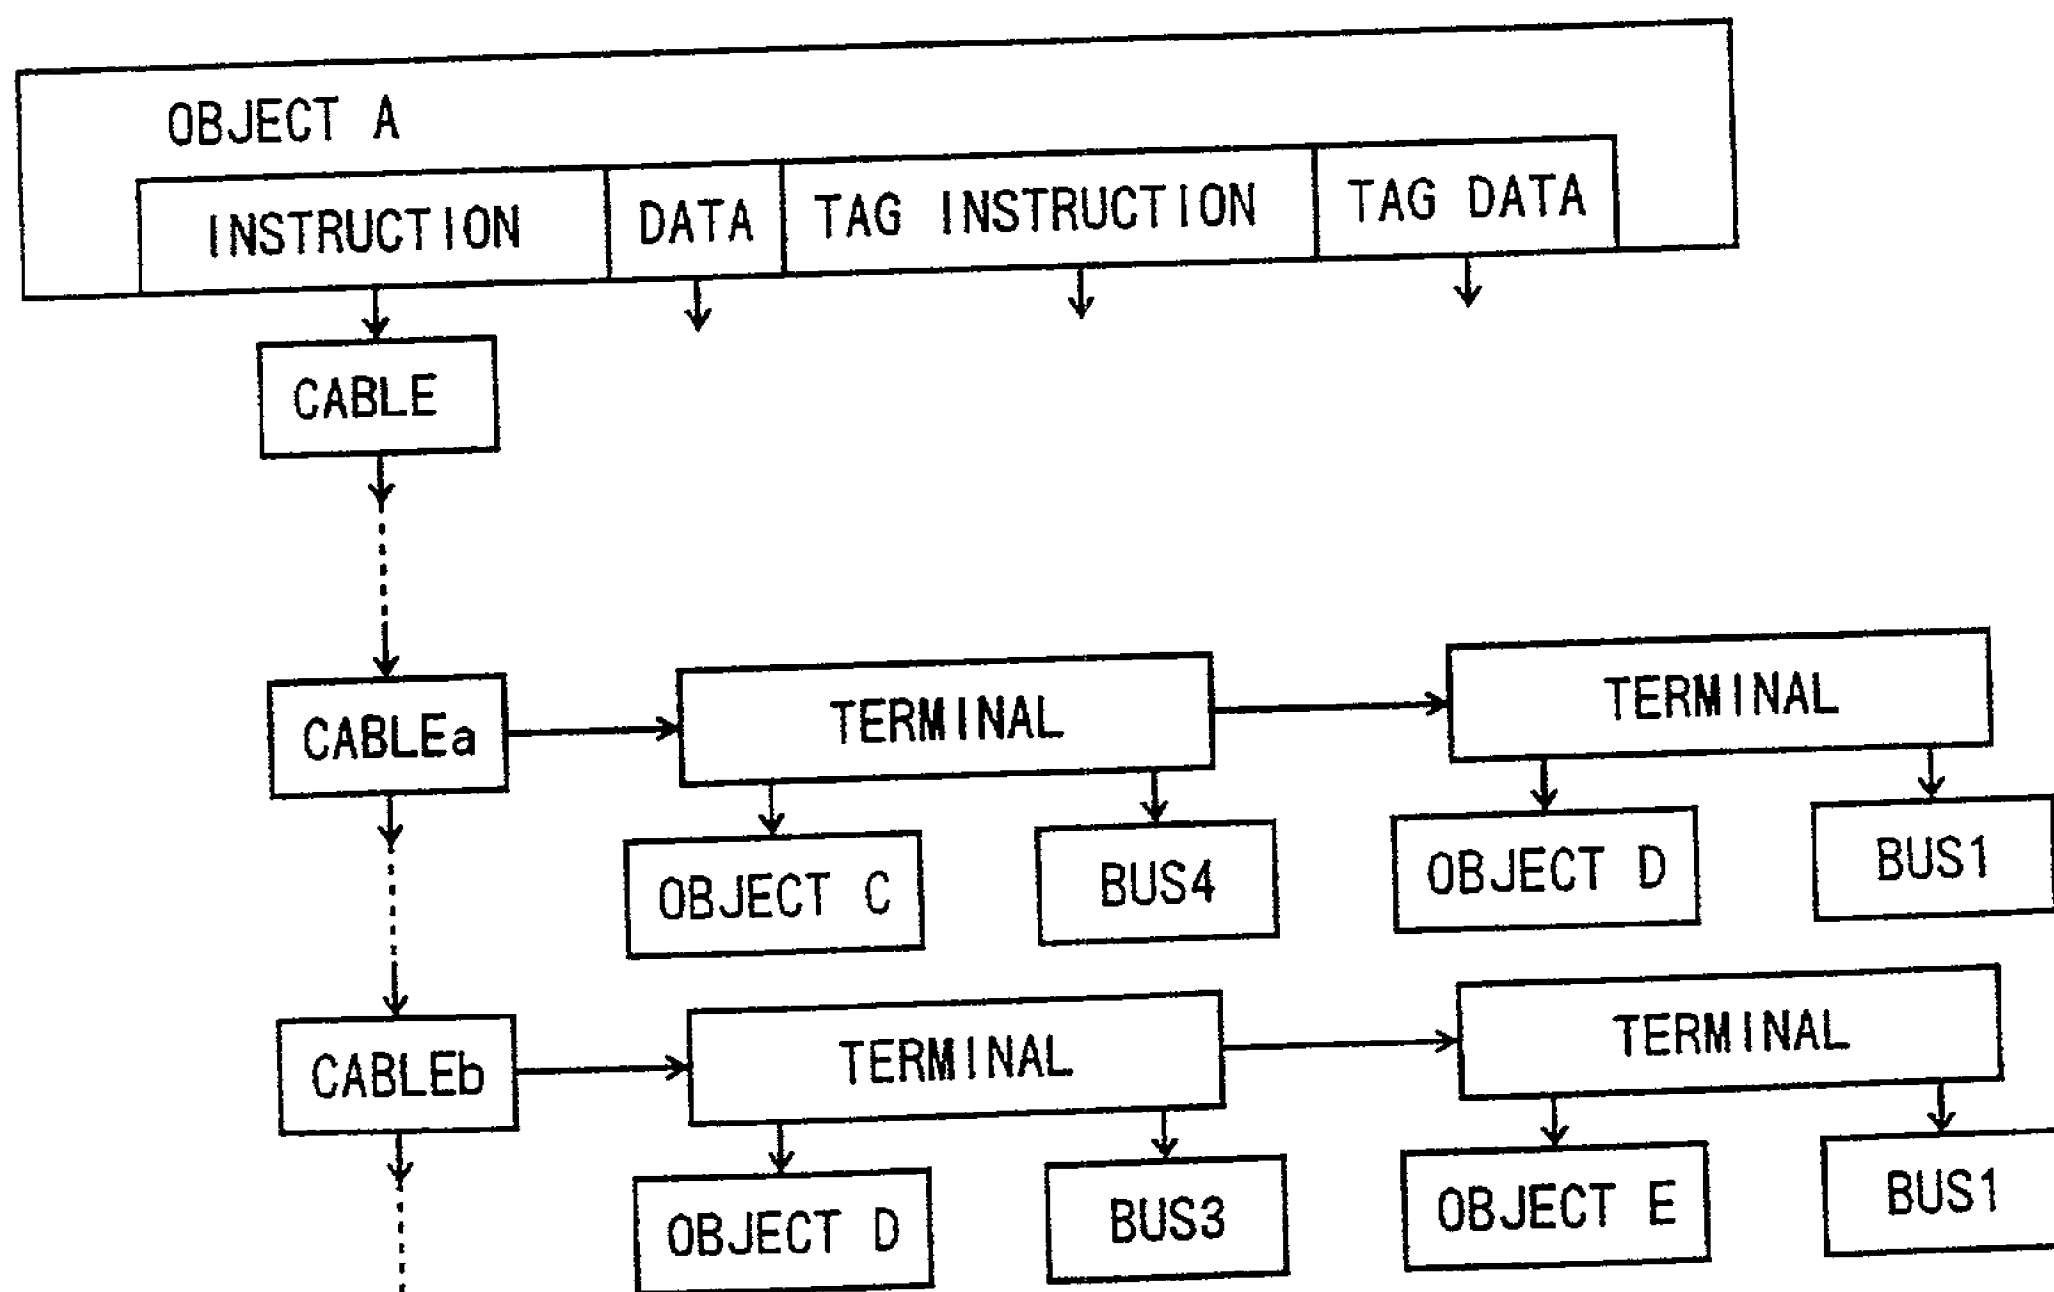 OBJECT A
INSTRUCTION DATA TAG INSTRUCTION TAG DATA
CABLE
CABLEa TERMINAL TERMINAL
OBJECT C BUS4 OBJECT D BUS1
CABLEb TERMINAL TERMINAL
OBJECT D BUS3 OBJECT E BUS1